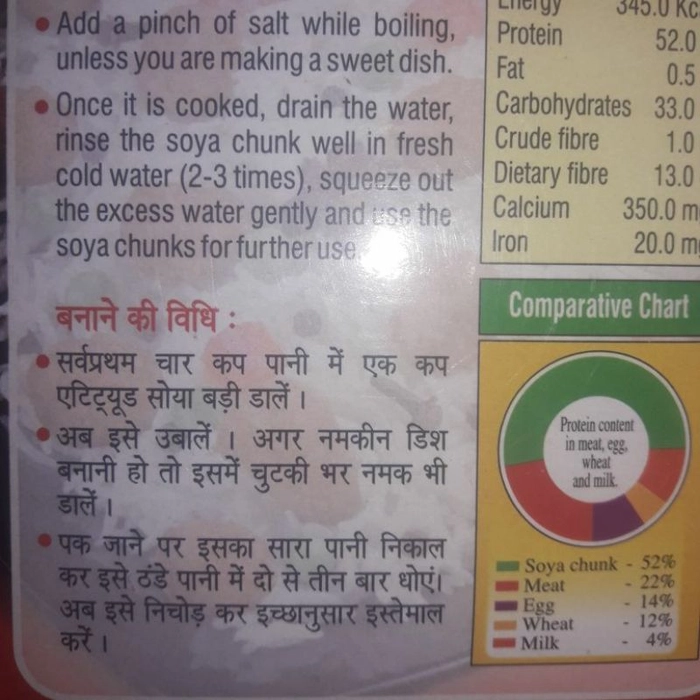 • Add a pinch of salt while boiling,
unless you are making a sweet dish.
• Once it is cooked, drain the water,
rinse the soya chunk well in fresh
cold water (2-3 times), squeeze out
the excess water gently and use the
soya chunks for further use.
बनाने की विधि :
• सर्वप्रथम चार कप पानी में एक कप
एटिट्यूड सोया बड़ी डालें ।
• अब इसे उबालें । अगर नमकीन डिश
बनानी हो तो इसमें चुटकी भर नमक भी
डालें ।
• पक जाने पर इसका सारा पानी निकाल
कर इसे ठंडे पानी में दो से तीन बार धोएं।
अब इसे निचोड़ कर इच्छानुसार इस्तेमाल
करें ।
Energy 345.0 Kc
Protein 52.0
Fat 0.5
Carbohydrates 33.0
Crude fibre 1.0
Dietary fibre 13.0
Calcium 350.0 m
Iron 20.0 m
Comparative Chart
Protein content
in meat, egg,
wheat
and milk.
Soya chunk - 52%
Meat - 22%
Egg - 14%
Wheat - 12%
Milk - 4%